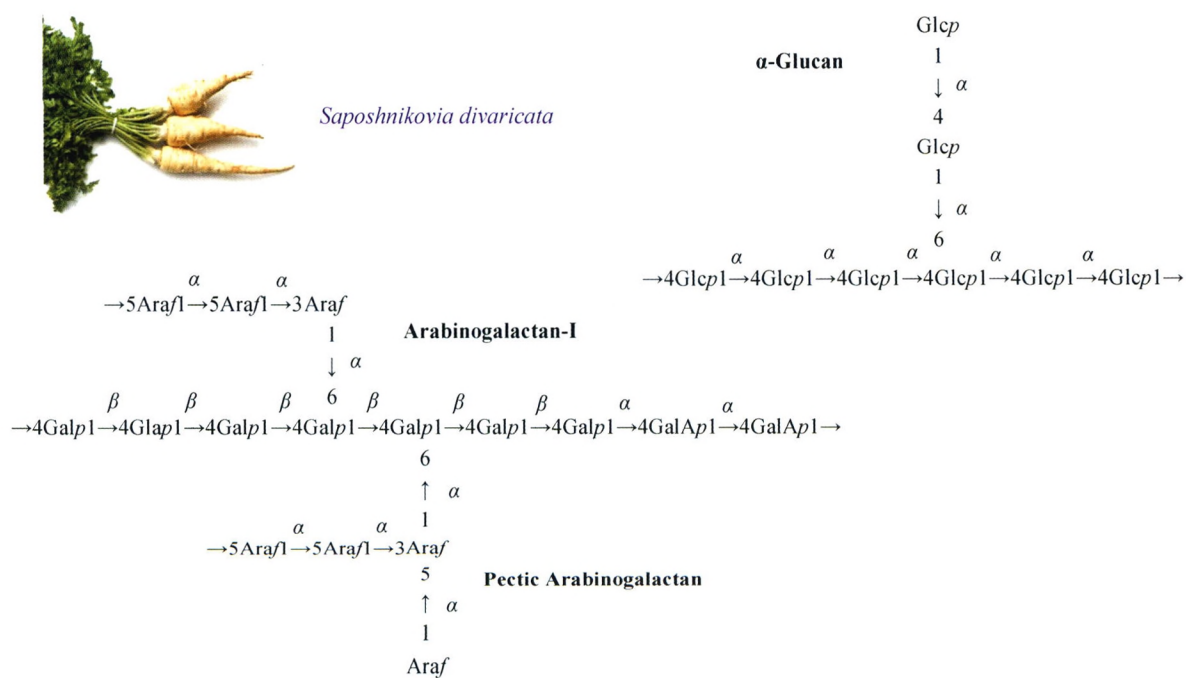 Saposhnikovia divaricata
α-Glucan
Glcp
1
↓ α
4
Glcp
1
↓ α
6
α α α α α
→4Glcp1→4Glcp1→4Glcp1→4Glcp1→4Glcp1→4Glcp1→
α α
→5Araf1→5Araf1→3Araf
1
Arabinogalactan-I
↓ α
β β β 6 β β β α α
→4Galp1→4Glap1→4Galp1→4Galp1→4Galp1→4Galp1→4Galp1→4GalAp1→4GalAp1→
6
↑ α
1
α α
→5Araf1→5Araf1→3Araf
5
Pectic Arabinogalactan
↑ α
1
Araf